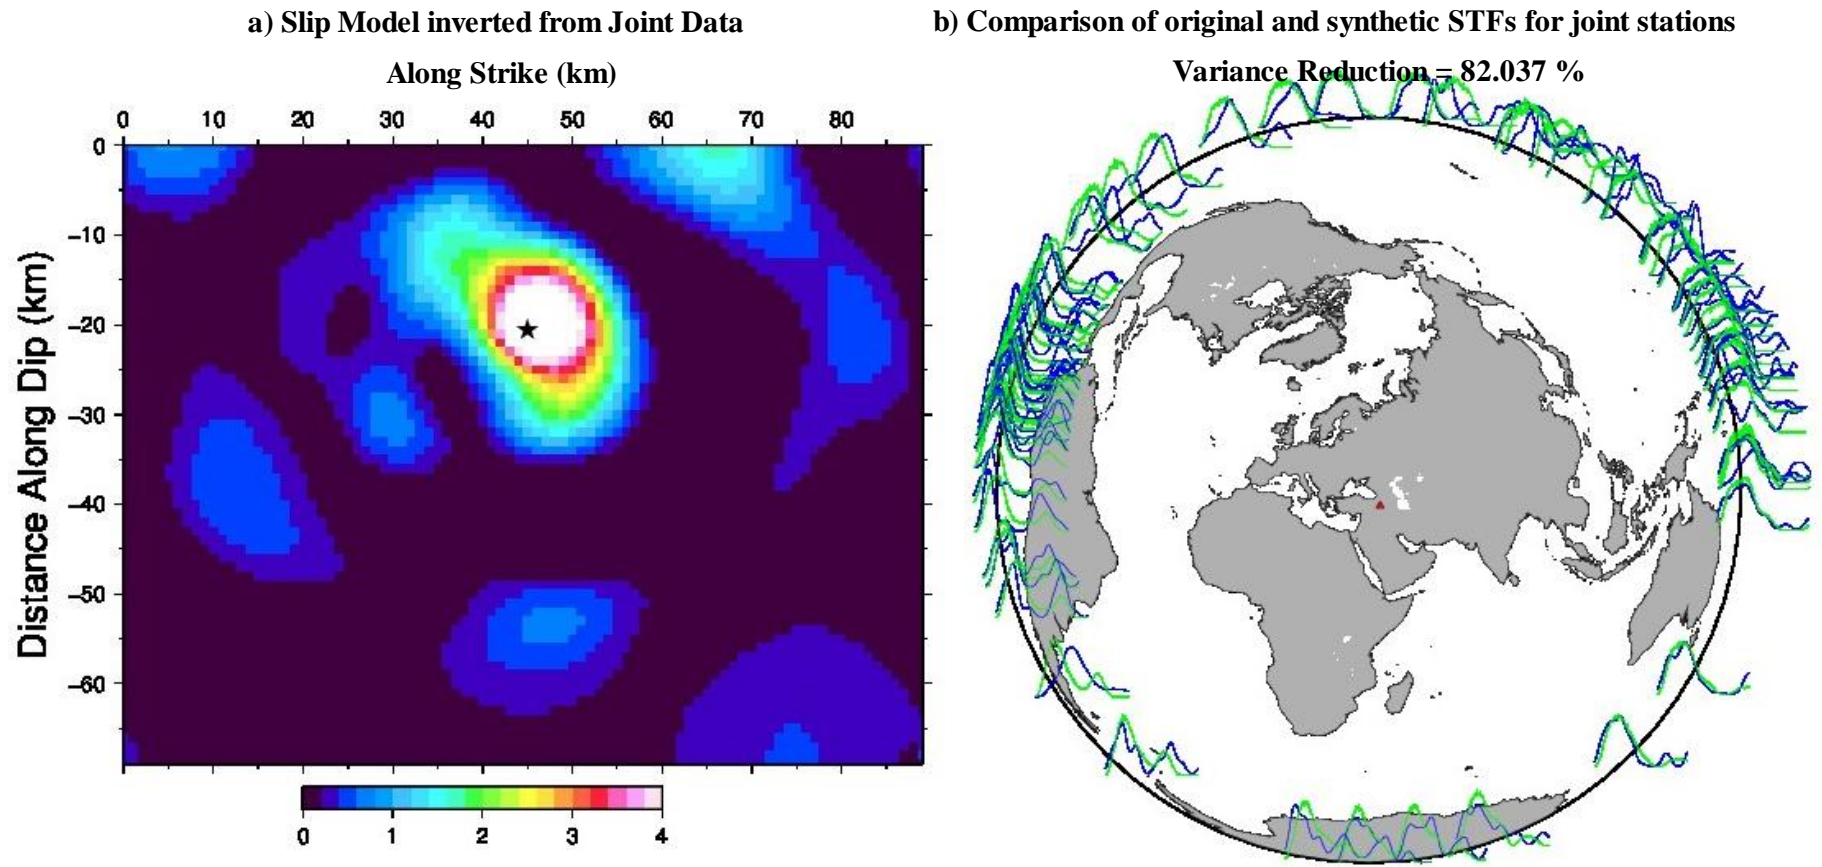 a) Slip Model inverted from Joint Data
Along Strike (km)
0 10 20 30 40 50 60 70 80
Distance Along Dip (km)
0
−10
−20
−30
−40
−50
−60
0 1 2 3 4
b) Comparison of original and synthetic STFs for joint stations
Variance Reduction = 82.037 %